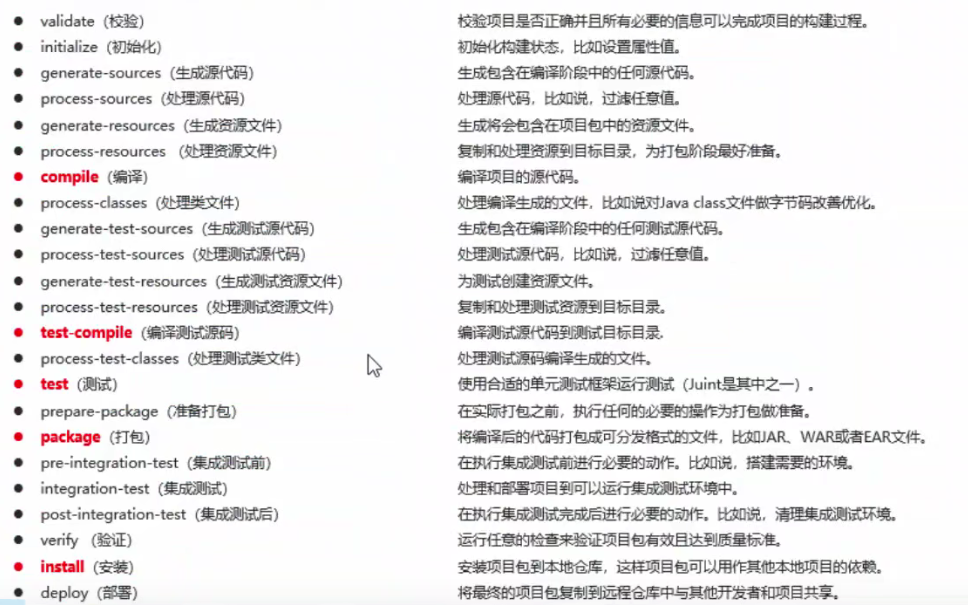 validate（校验） 校验项目是否正确并且所有必要的信息可以完成项目的构建过程。
initialize（初始化） 初始化构建状态，比如设置属性值。
generate-sources（生成源代码） 生成包含在编译阶段中的任何源代码。
process-sources（处理源代码） 处理源代码，比如说，过滤任意值。
generate-resources（生成资源文件） 生成将会包含在项目包中的资源文件。
process-resources （处理资源文件） 复制和处理资源到目标目录，为打包阶段最好准备。
compile（编译） 编译项目的源代码。
process-classes（处理类文件） 处理编译生成的文件，比如说对Java class文件做字节码改善优化。
generate-test-sources（生成测试源代码） 生成包含在编译阶段中的任何测试源代码。
process-test-sources（处理测试源代码） 处理测试源代码，比如说，过滤任意值。
generate-test-resources（生成测试资源文件） 为测试创建资源文件。
process-test-resources（处理测试资源文件） 复制和处理测试资源到目标目录。
test-compile（编译测试源码） 编译测试源代码到测试目标目录.
process-test-classes（处理测试类文件） 处理测试源码编译生成的文件。
test（测试） 使用合适的单元测试框架运行测试（Juint是其中之一）。
prepare-package（准备打包） 在实际打包之前，执行任何的必要的操作为打包做准备。
package（打包） 将编译后的代码打包成可分发格式的文件，比如JAR、WAR或者EAR文件。
pre-integration-test（集成测试前） 在执行集成测试前进行必要的动作。比如说，搭建需要的环境。
integration-test（集成测试） 处理和部署项目到可以运行集成测试环境中。
post-integration-test（集成测试后） 在执行集成测试完成后进行必要的动作。比如说，清理集成测试环境。
verify （验证） 运行任意的检查来验证项目包有效且达到质量标准。
install（安装） 安装项目包到本地仓库，这样项目包可以用作其他本地项目的依赖。
deploy（部署） 将最终的项目包复制到远程仓库中与其他开发者和项目共享。